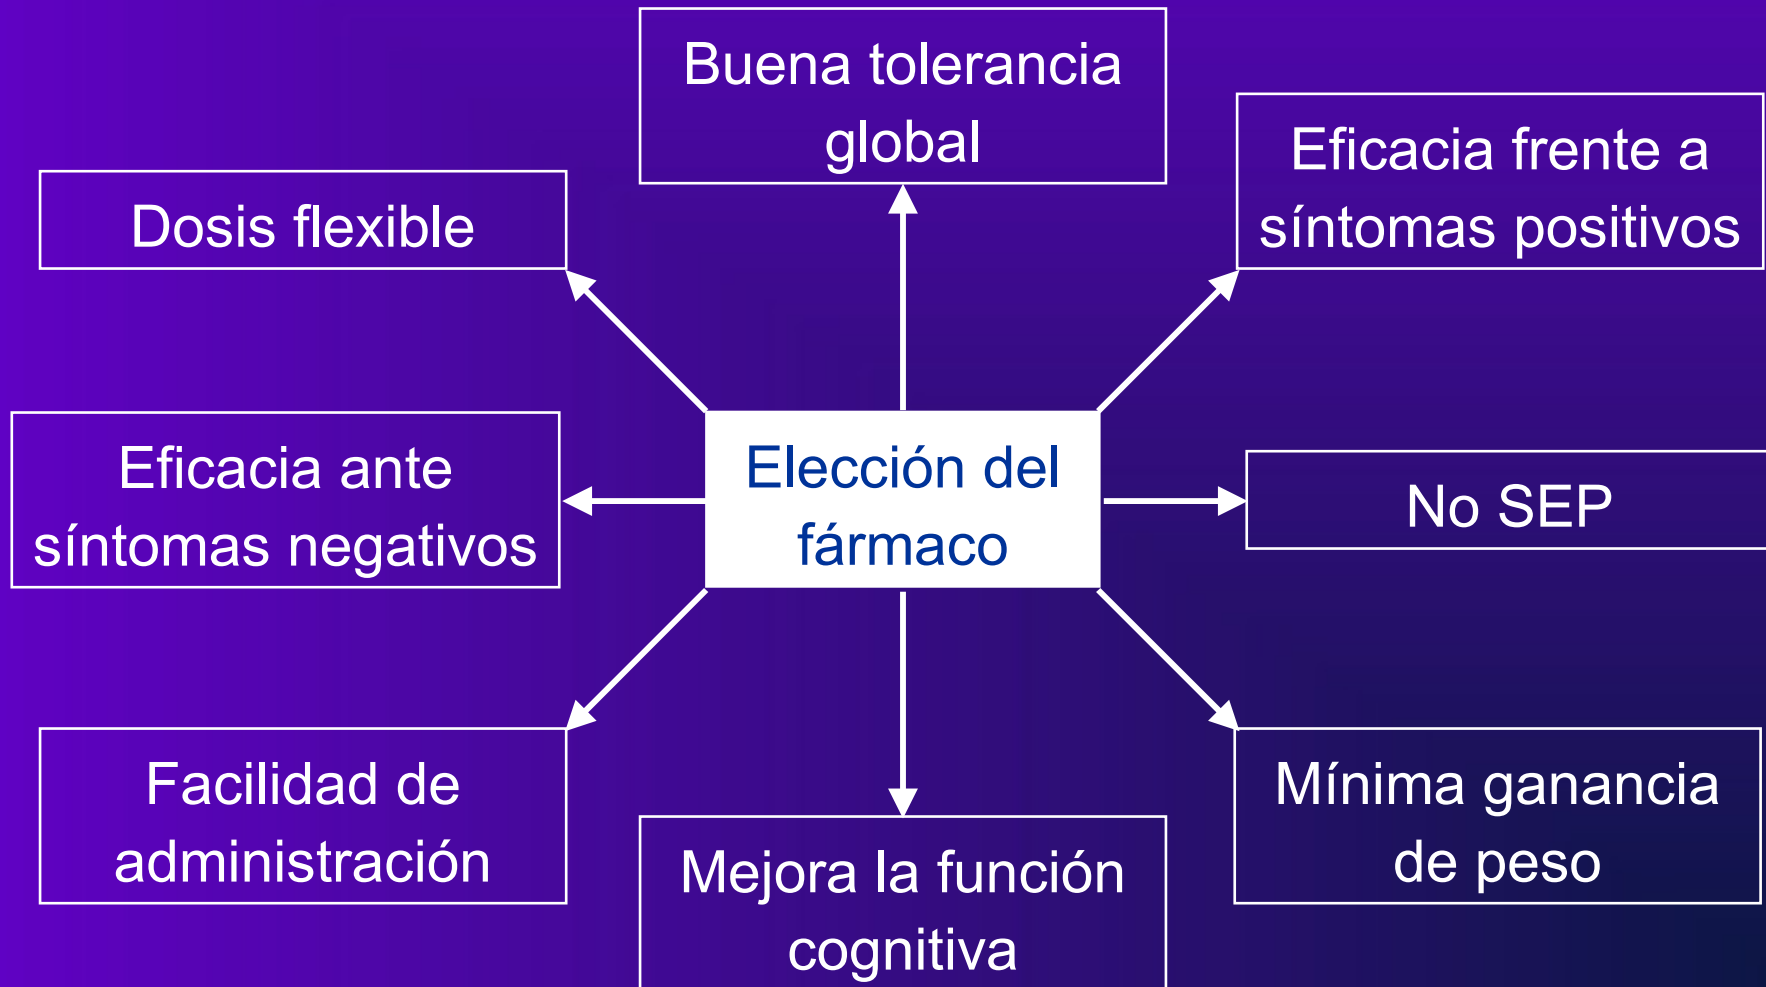 Buena tolerancia
global
Eficacia frente a
síntomas positivos
Dosis flexible
Eficacia ante
síntomas negativos
Elección del
fármaco
No SEP
Facilidad de
administración
Mejora la función
cognitiva
Mínima ganancia
de peso